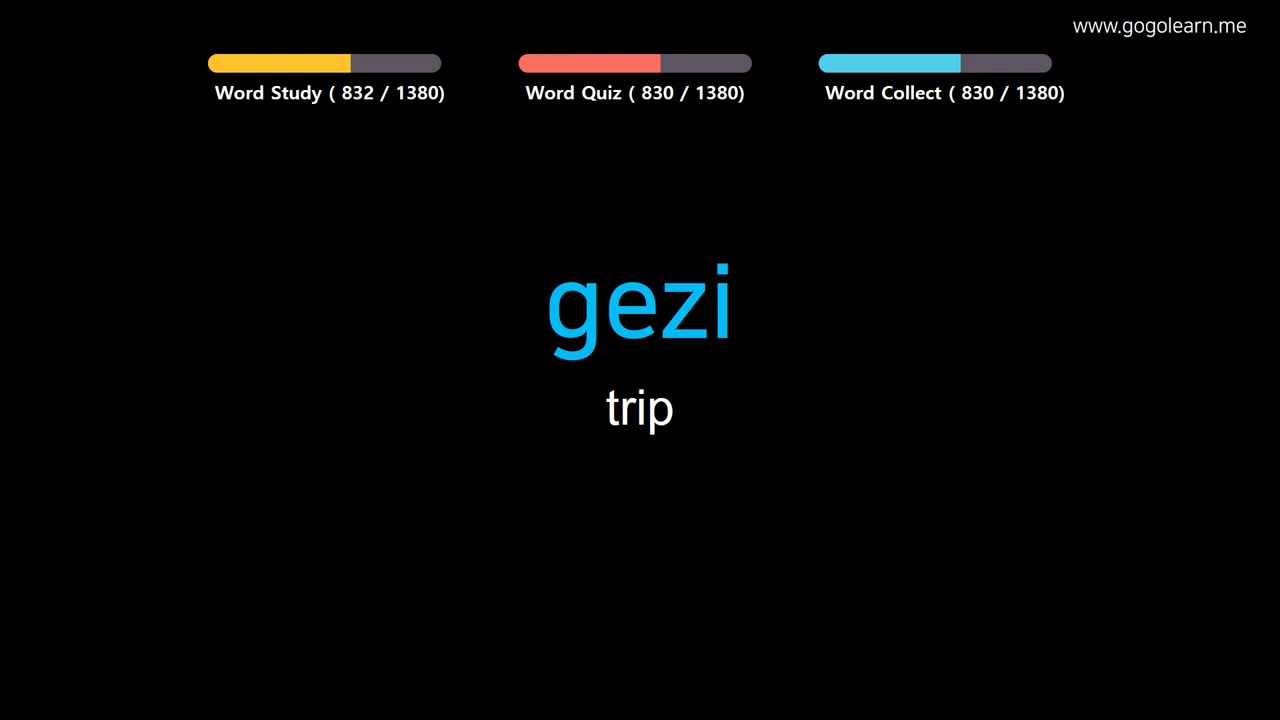 www.gogolearn.me
Word Study ( 832 / 1380)
Word Quiz ( 830 / 1380)
Word Collect ( 830 / 1380)
gezi
trip